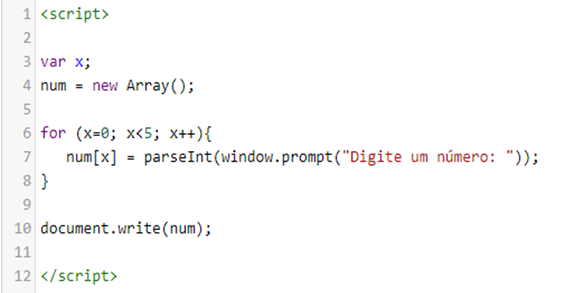 1 <script>
2
3 var x;
4 num = new Array();
5
6 for (x=0; x<5; x++){
7    num[x] = parseInt(window.prompt("Digite um número: "));
8 }
9
10 document.write(num);
11
12 </script>